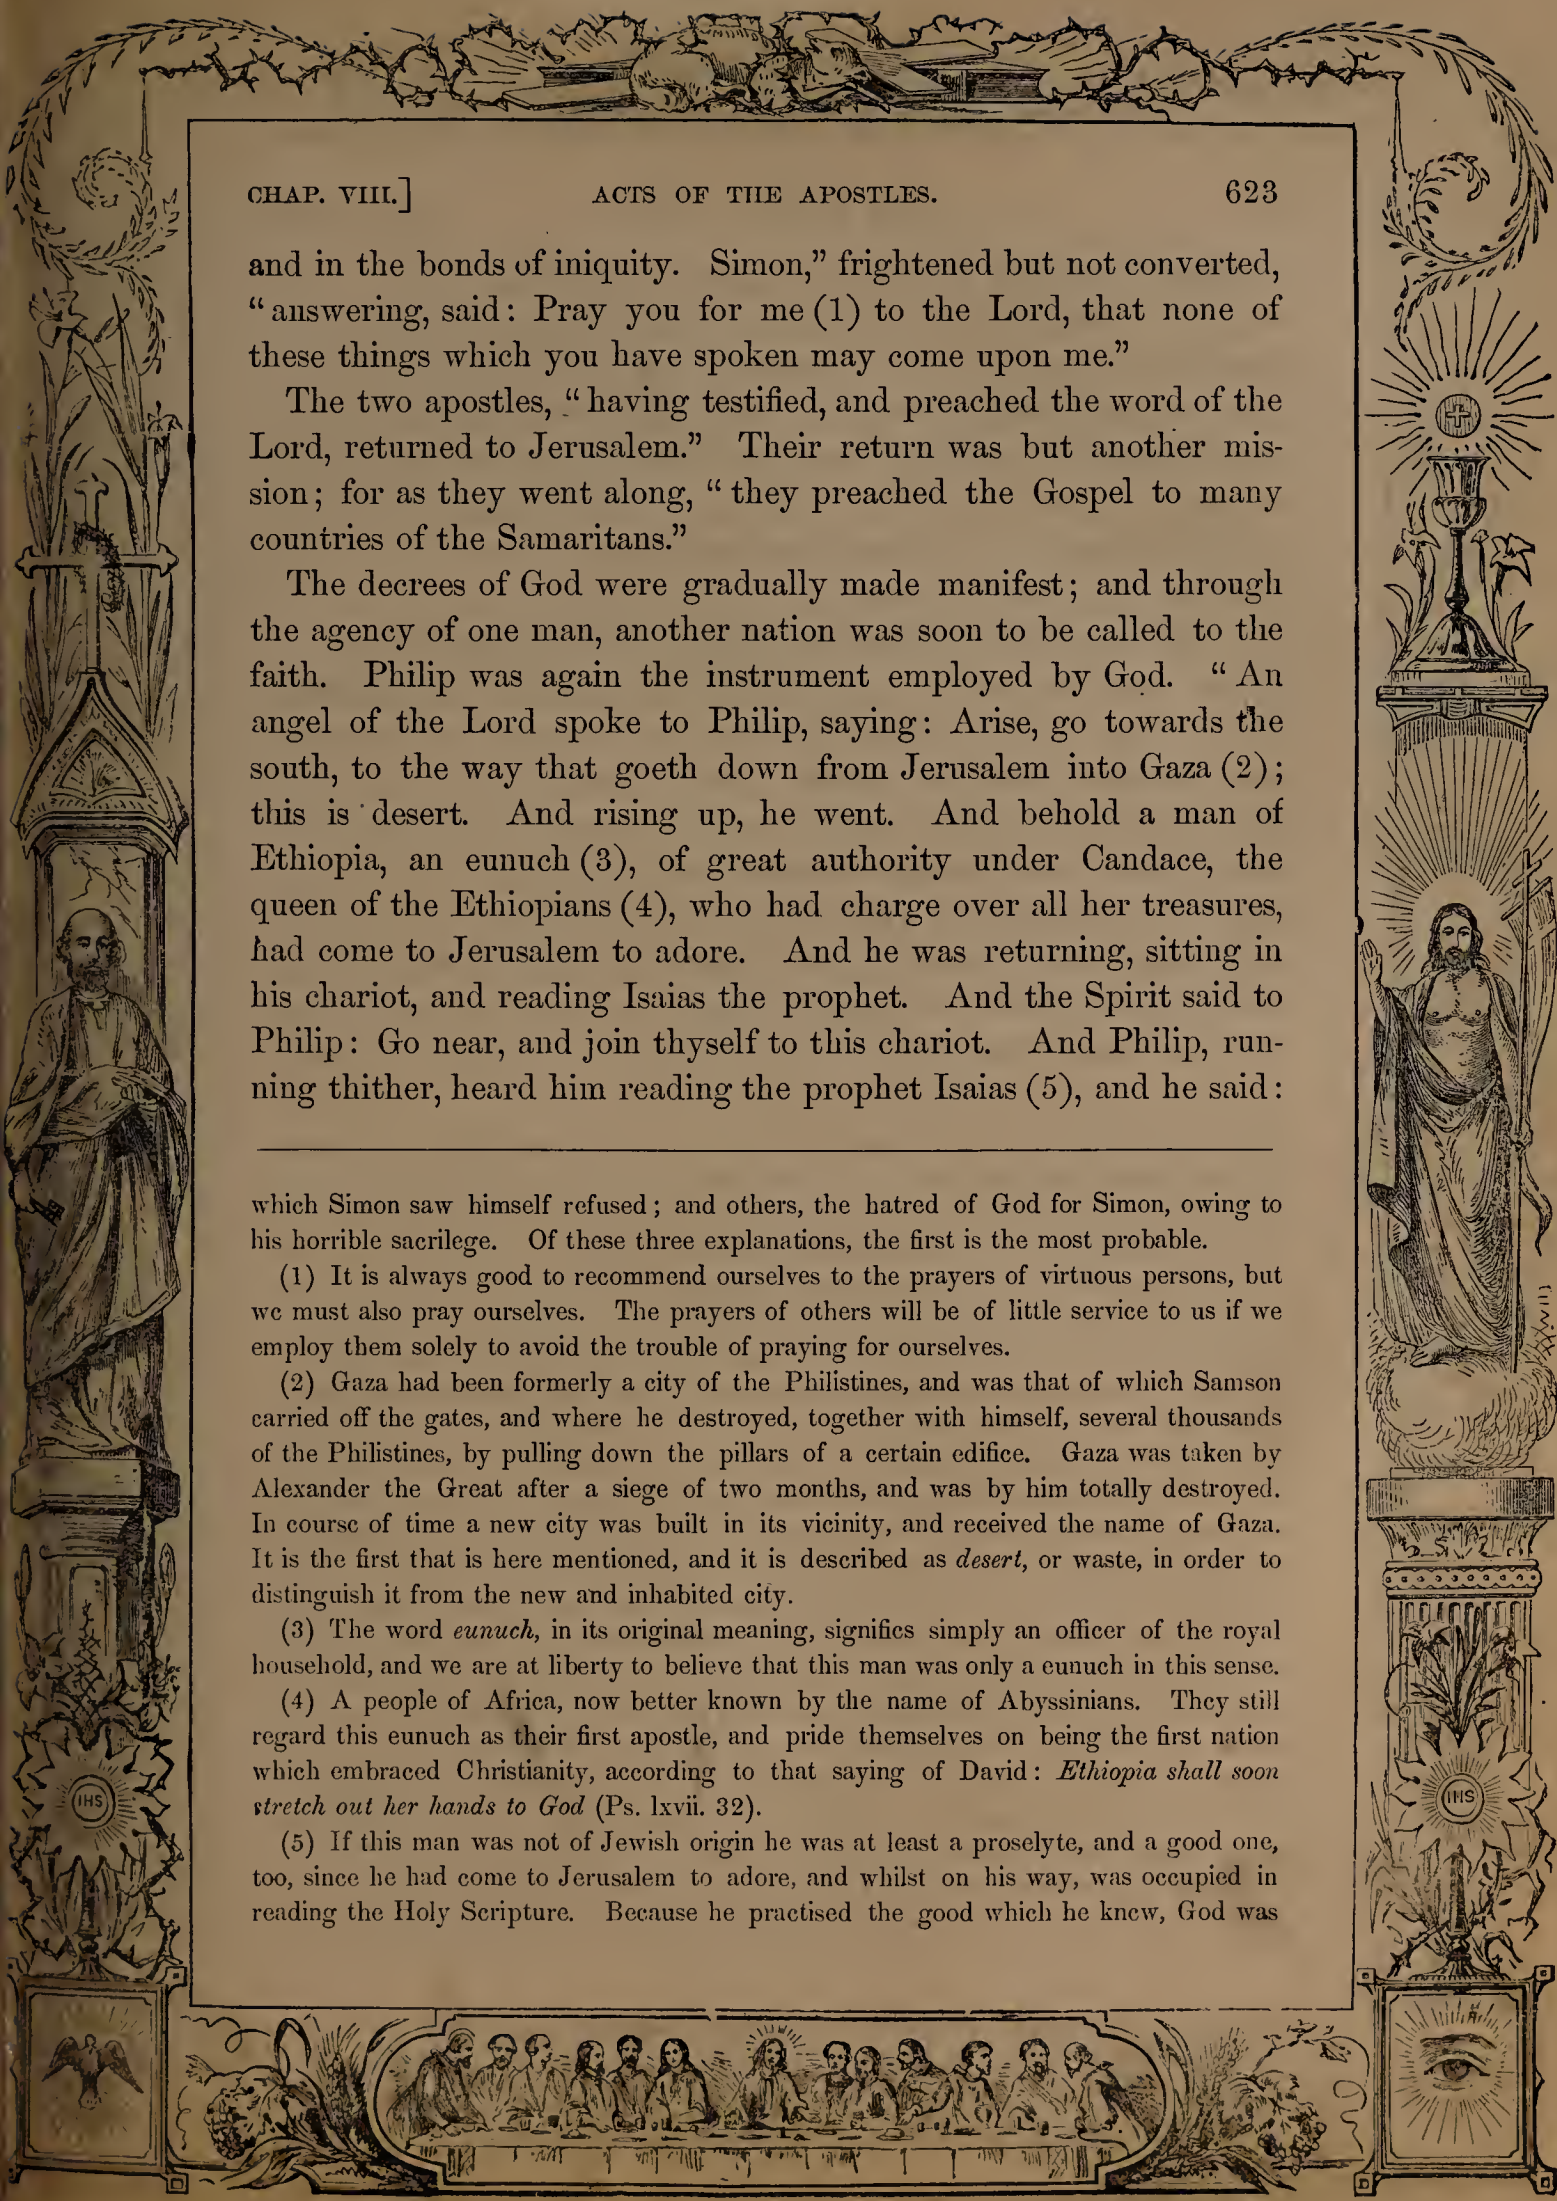 CHAP. VIII.] ACTS OF THE APOSTLES. 623
and in the bonds of iniquity. Simon,” frightened but not converted,
“answering, said: Pray you for me (1) to the Lord, that none of
these things which you have spoken may come upon me.”
The two apostles, “having testified, and preached the word of the
Lord, returned to Jerusalem.” Their return was but another mis-
sion; for as they went along, “they preached the Gospel to many
countries of the Samaritans.”
The decrees of God were gradually made manifest; and through
the agency of one man, another nation was soon to be called to the
faith. Philip was again the instrument employed by God. “An
angel of the Lord spoke to Philip, saying: Arise, go towards the
south, to the way that goeth down from Jerusalem into Gaza (2);
this is desert. And rising up, he went. And behold a man of
Ethiopia, an eunuch (3), of great authority under Candace, the
queen of the Ethiopians (4), who had charge over all her treasures,
had come to Jerusalem to adore. And he was returning, sitting in
his chariot, and reading Isaias the prophet. And the Spirit said to
Philip: Go near, and join thyself to this chariot. And Philip, run-
ning thither, heard him reading the prophet Isaias (5), and he said:
which Simon saw himself refused; and others, the hatred of God for Simon, owing to
his horrible sacrilege. Of these three explanations, the first is the most probable.
(1) It is always good to recommend ourselves to the prayers of virtuous persons, but
we must also pray ourselves. The prayers of others will be of little service to us if we
employ them solely to avoid the trouble of praying for ourselves.
(2) Gaza had been formerly a city of the Philistines, and was that of which Samson
carried off the gates, and where he destroyed, together with himself, several thousands
of the Philistines, by pulling down the pillars of a certain edifice. Gaza was taken by
Alexander the Great after a siege of two months, and was by him totally destroyed.
In course of time a new city was built in its vicinity, and received the name of Gaza.
It is the first that is here mentioned, and it is described as desert, or waste, in order to
distinguish it from the new and inhabited city.
(3) The word eunuch, in its original meaning, signifies simply an officer of the royal
household, and we are at liberty to believe that this man was only a eunuch in this sense.
(4) A people of Africa, now better known by the name of Abyssinians. They still
regard this eunuch as their first apostle, and pride themselves on being the first nation
which embraced Christianity, according to that saying of David: Ethiopia shall soon
stretch out her hands to God (Ps. lxvii. 32).
(5) If this man was not of Jewish origin he was at least a proselyte, and a good one,
too, since he had come to Jerusalem to adore, and whilst on his way, was occupied in
reading the Holy Scripture. Because he practised the good which he knew, God was
IHS
IHS